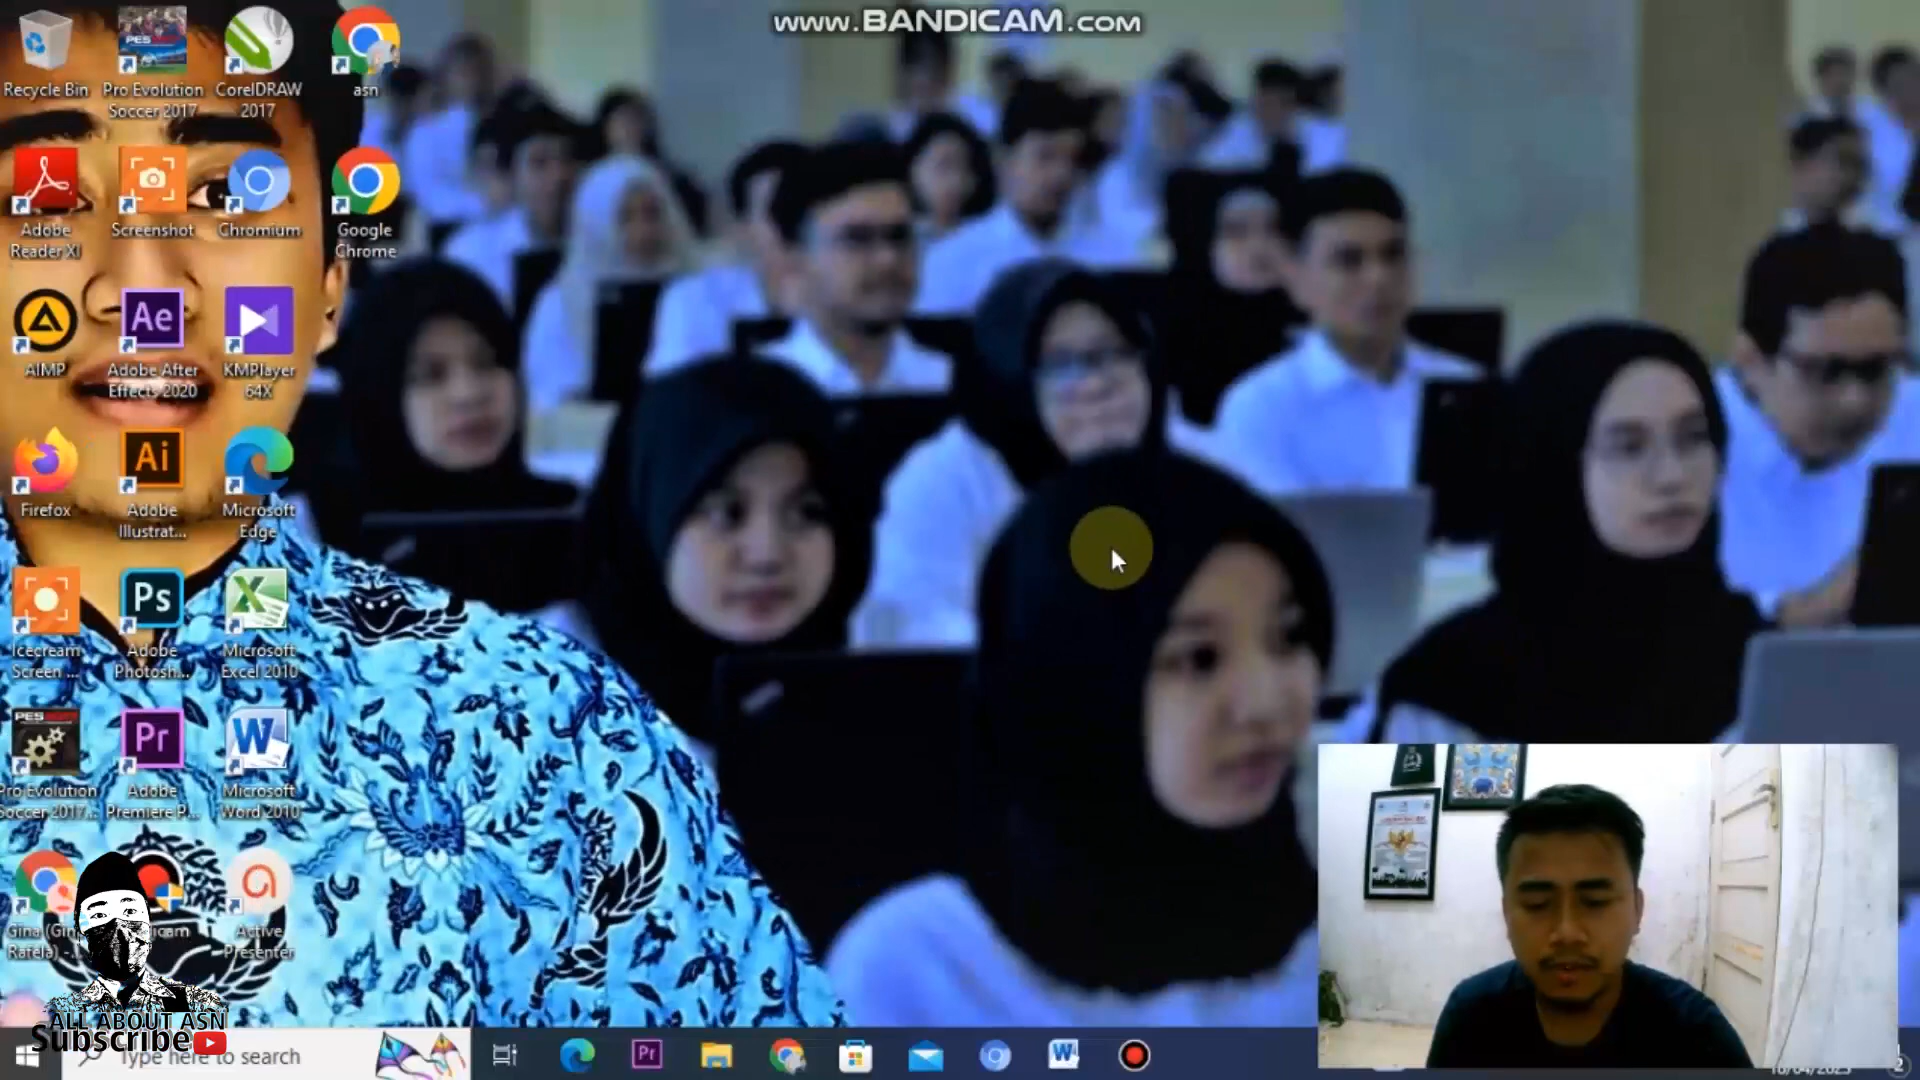 www.BANDICAM.com
Recycle Bin
Pro Evolution
Soccer 2017
CorelDRAW
2017
asn
Adobe
Reader XI
Screenshot
Chromium
Google
Chrome
AIMP
Adobe After
Effects 2020
KMPlayer
64X
Firefox
Adobe
Illustrat...
Microsoft
Edge
Icecream
Screen ...
Adobe
Photosh...
Microsoft
Excel 2010
Pro Evolution
Soccer 2017...
Adobe
Premiere P...
Microsoft
Word 2010
Active
Presenter
ALL ABOUT ASN
Subscribe
Type here to search